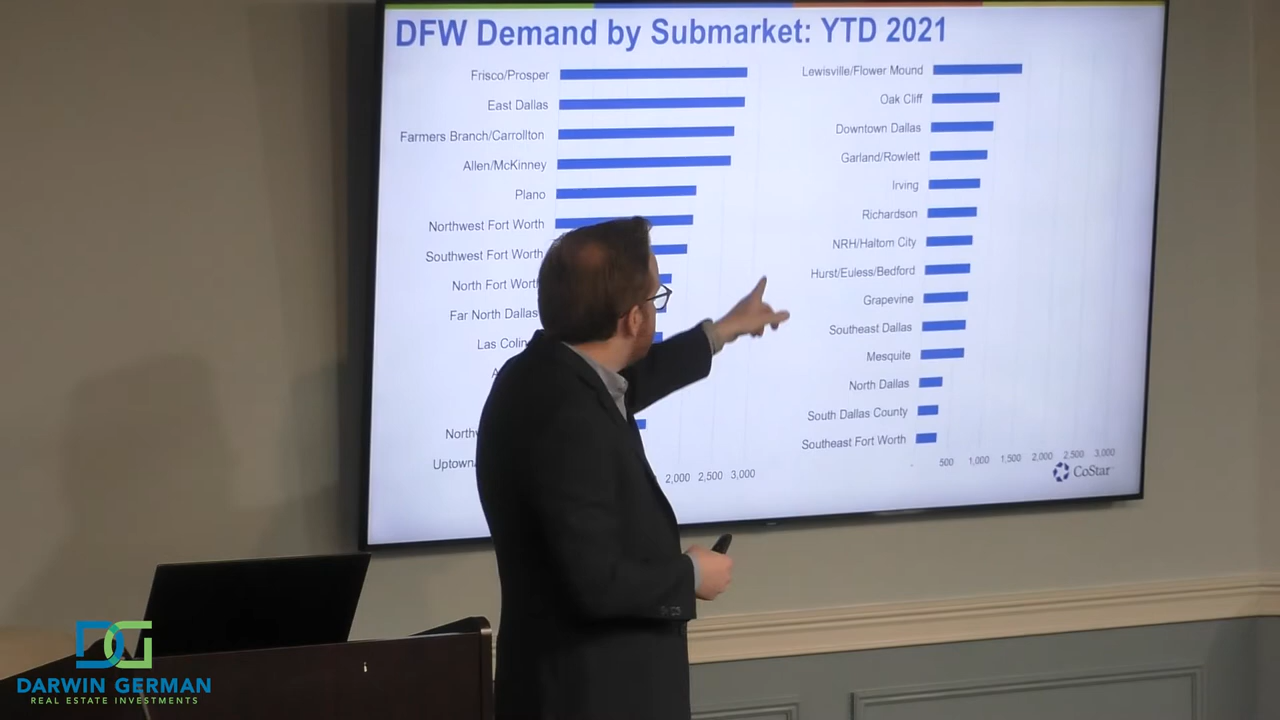 DFW Demand by Submarket: YTD 2021
Frisco/Prosper
East Dallas
Farmers Branch/Carrollton
Allen/McKinney
Plano
Northwest Fort Worth
Southwest Fort Worth
North Fort Worth
Far North Dallas
Las Colin
A
Northw
Uptown/
2,000 2,500 3,000
Lewisville/Flower Mound
Oak Cliff
Downtown Dallas
Garland/Rowlett
Irving
Richardson
NRH/Haltom City
Hurst/Euless/Bedford
Grapevine
Southeast Dallas
Mesquite
North Dallas
South Dallas County
Southeast Fort Worth
500 1,000 1,500 2,000 2,500 3,000
CoStar
DG
DARWIN GERMAN
REAL ESTATE INVESTMENTS